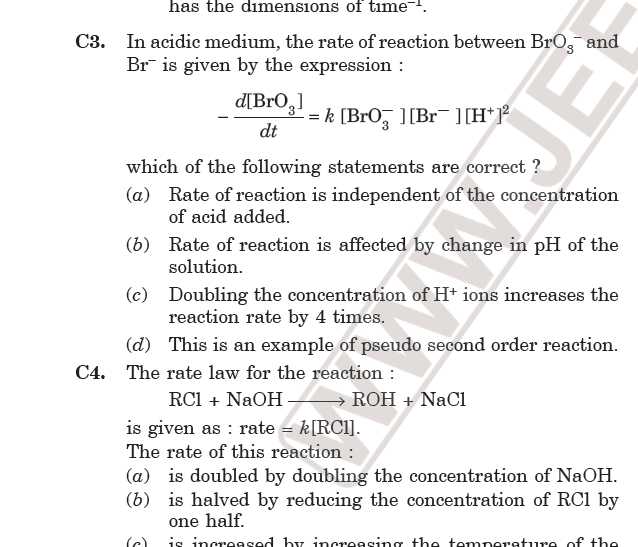 has the dimensions of time⁻¹.
C3. In acidic medium, the rate of reaction between BrO₃⁻ and
Br⁻ is given by the expression :
− d[BrO₃]/dt = k [BrO₃⁻ ][Br⁻ ][H⁺]²
which of the following statements are correct ?
(a) Rate of reaction is independent of the concentration
of acid added.
(b) Rate of reaction is affected by change in pH of the
solution.
(c) Doubling the concentration of H⁺ ions increases the
reaction rate by 4 times.
(d) This is an example of pseudo second order reaction.
C4. The rate law for the reaction :
RCl + NaOH ⟶ ROH + NaCl
is given as : rate = k[RCl].
The rate of this reaction :
(a) is doubled by doubling the concentration of NaOH.
(b) is halved by reducing the concentration of RCl by
one half.
(c) is increased by increasing the temperature of the
WWW.JEE